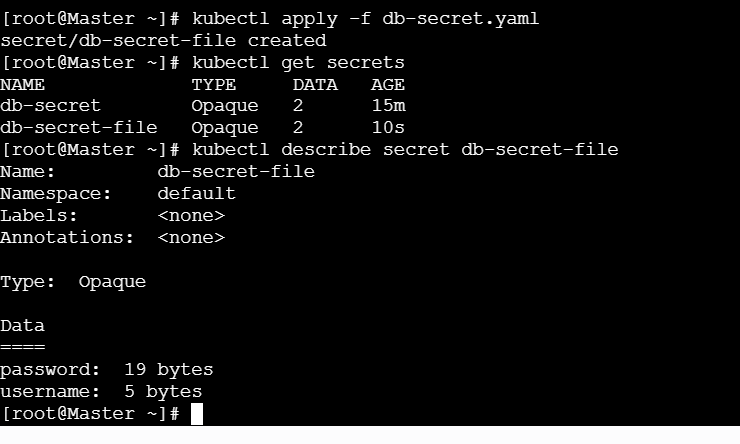 [root@Master ~]# kubectl apply -f db-secret.yaml
secret/db-secret-file created
[root@Master ~]# kubectl get secrets
NAME             TYPE     DATA   AGE
db-secret        Opaque   2      15m
db-secret-file   Opaque   2      10s
[root@Master ~]# kubectl describe secret db-secret-file
Name:         db-secret-file
Namespace:    default
Labels:       <none>
Annotations:  <none>

Type:  Opaque

Data
====
password:  19 bytes
username:  5 bytes
[root@Master ~]#